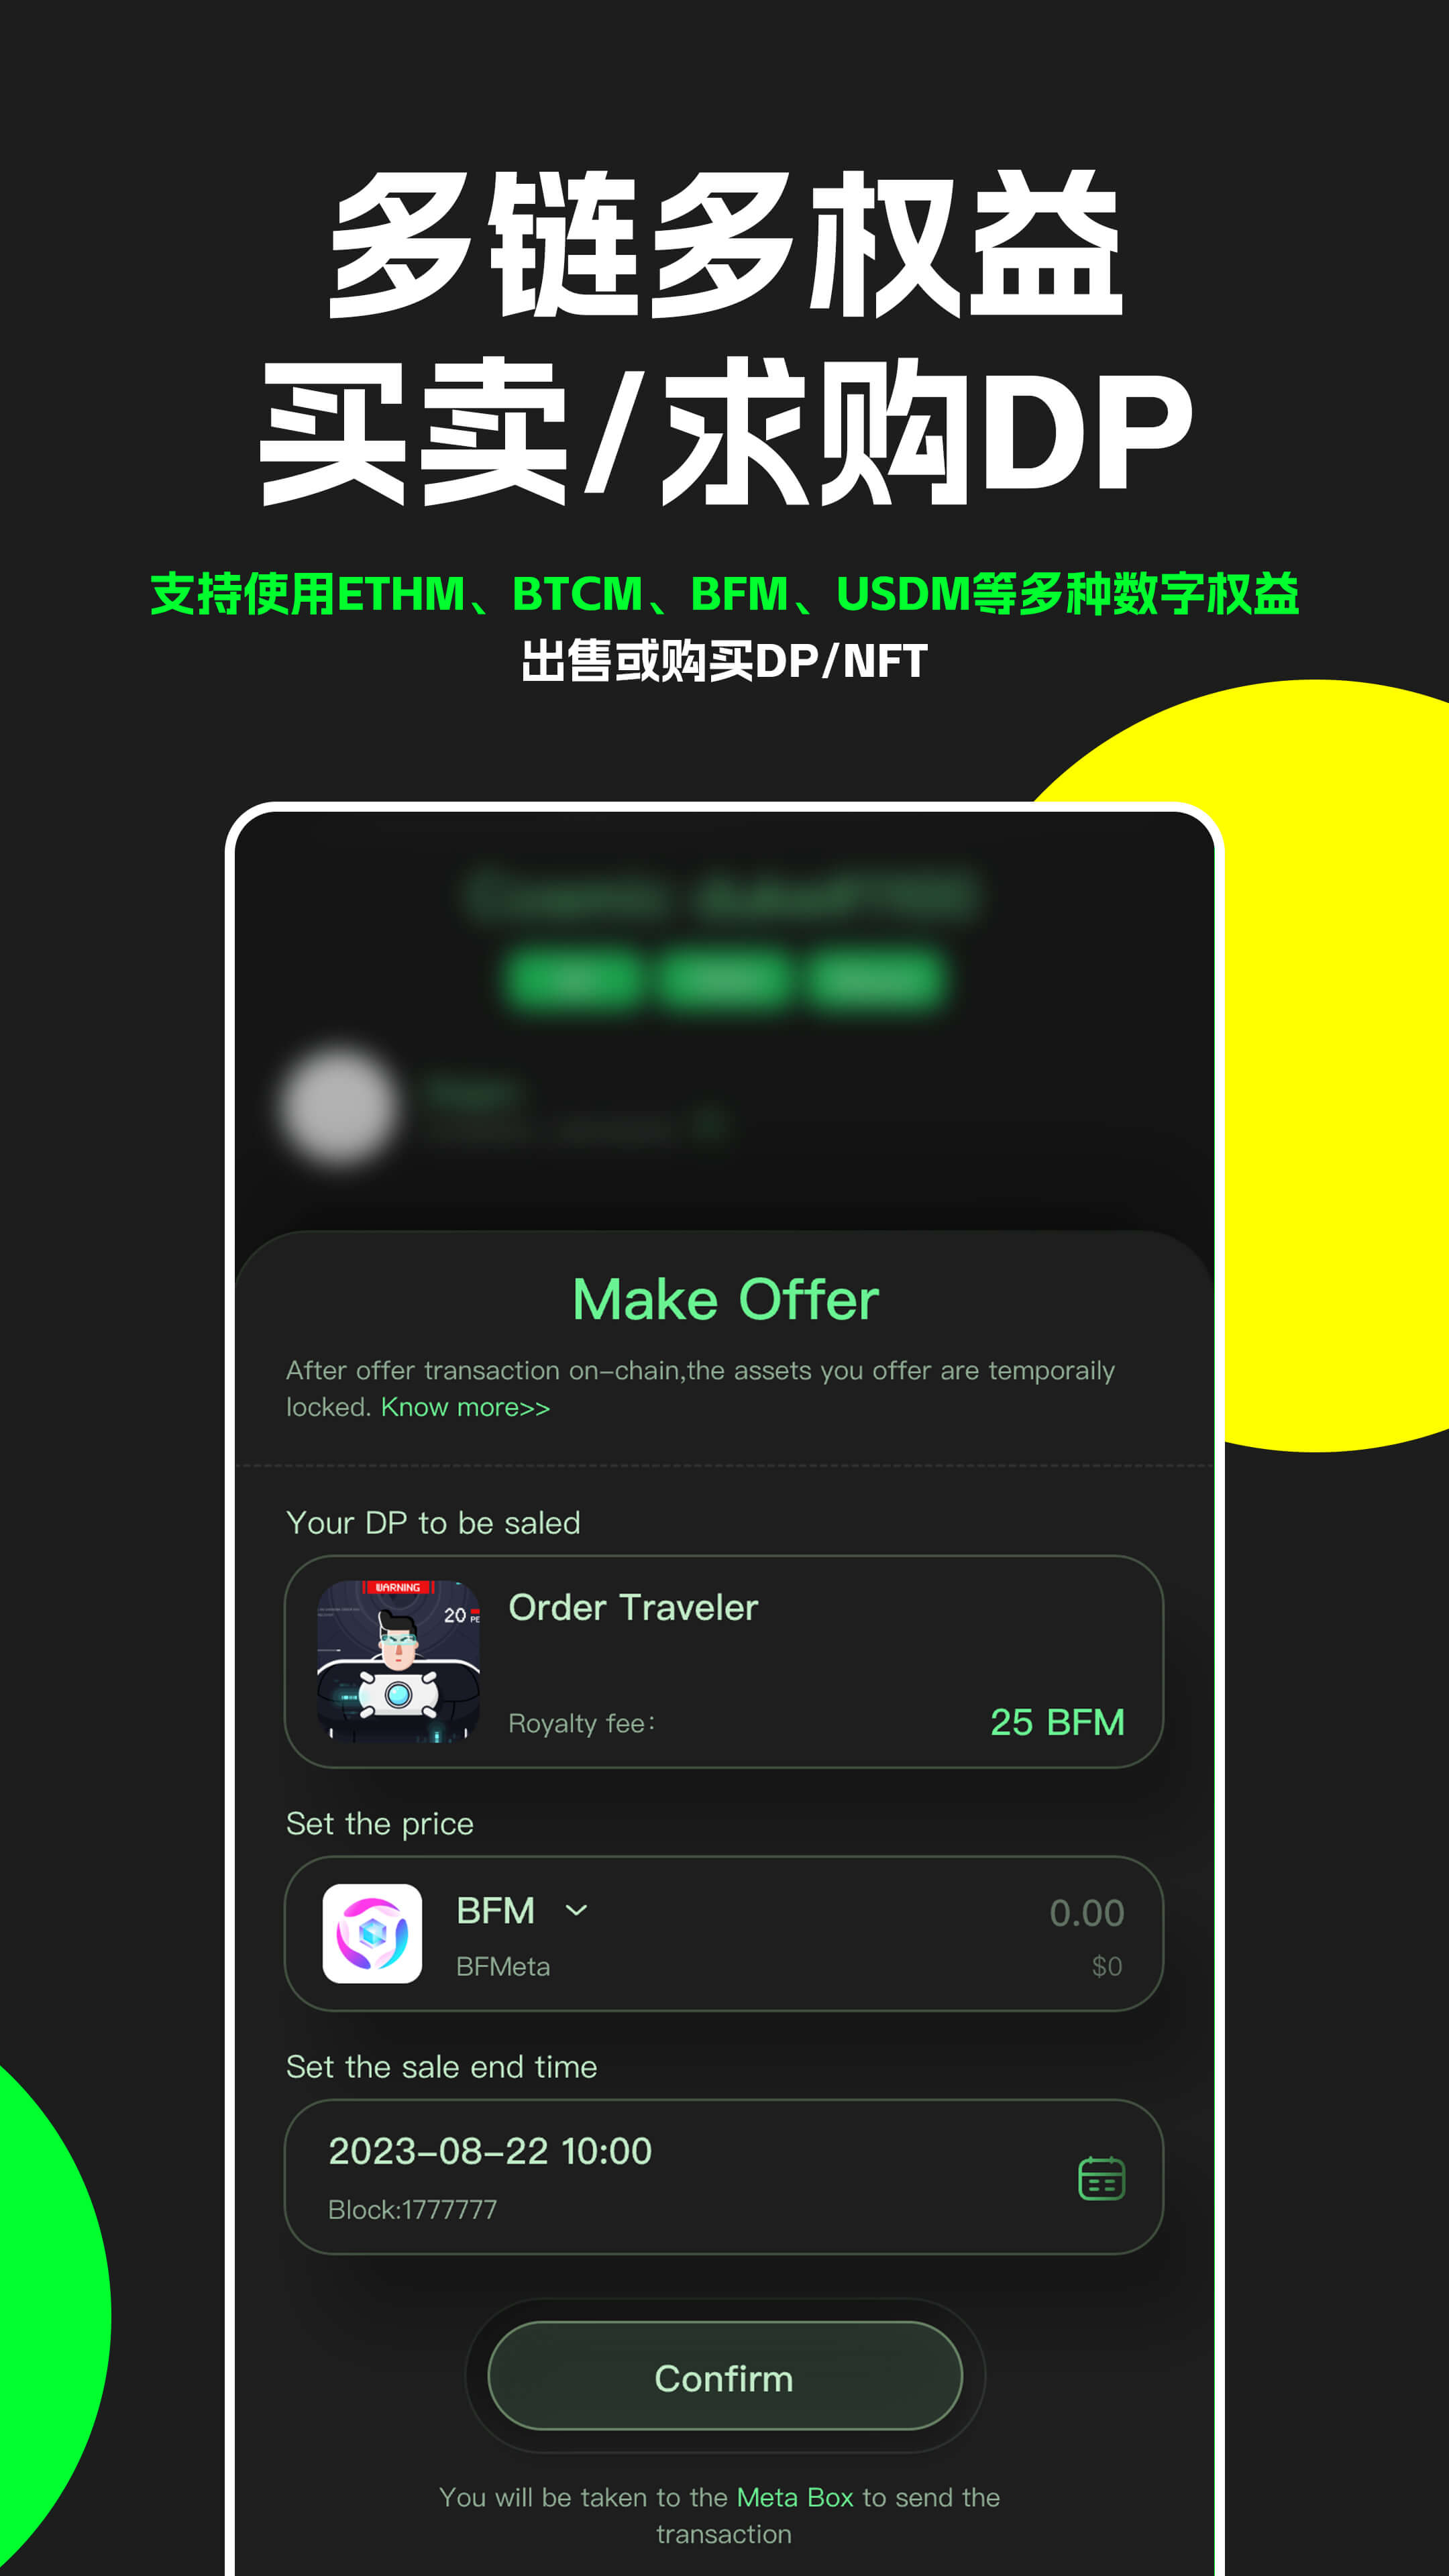 多链多权益
买卖/求购DP
支持使用ETHM、BTCM、BFM、USDM等多种数字权益
出售或购买DP/NFT
Make Offer
After offer transaction on-chain,the assets you offer are temporaily
locked. Know more>>
Your DP to be saled
WARNING
20 PE
Order Traveler
Royalty fee:
25 BFM
Set the price
BFM
0.00
BFMeta
$0
Set the sale end time
2023-08-22 10:00
Block:1777777
Confirm
You will be taken to the Meta Box to send the
transaction